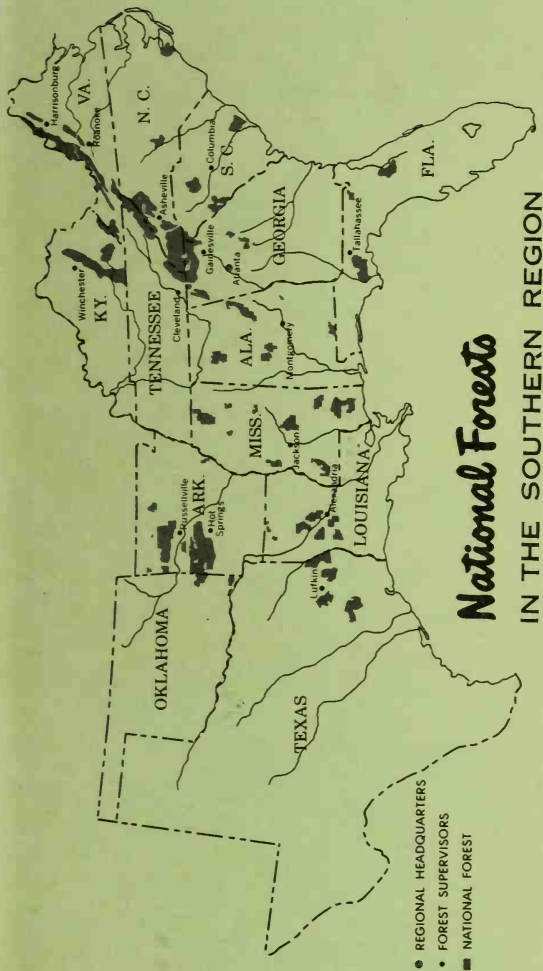 National Forests
IN THE SOUTHERN REGION
REGIONAL HEADQUARTERS
FOREST SUPERVISORS
NATIONAL FOREST
TEXAS
OKLAHOMA
ARK.
Russellville
Hot
Springs
LOUISIANA
Alexandria
Lufkin
MISS.
Jackson
ALA.
Montgomery
TENNESSEE
Cleveland
KY.
Winchester
VA.
Harrisonburg
Roanoke
N. C.
Asheville
S. C.
Columbia
GEORGIA
Gainesville
Atlanta
FLA.
Tallahassee